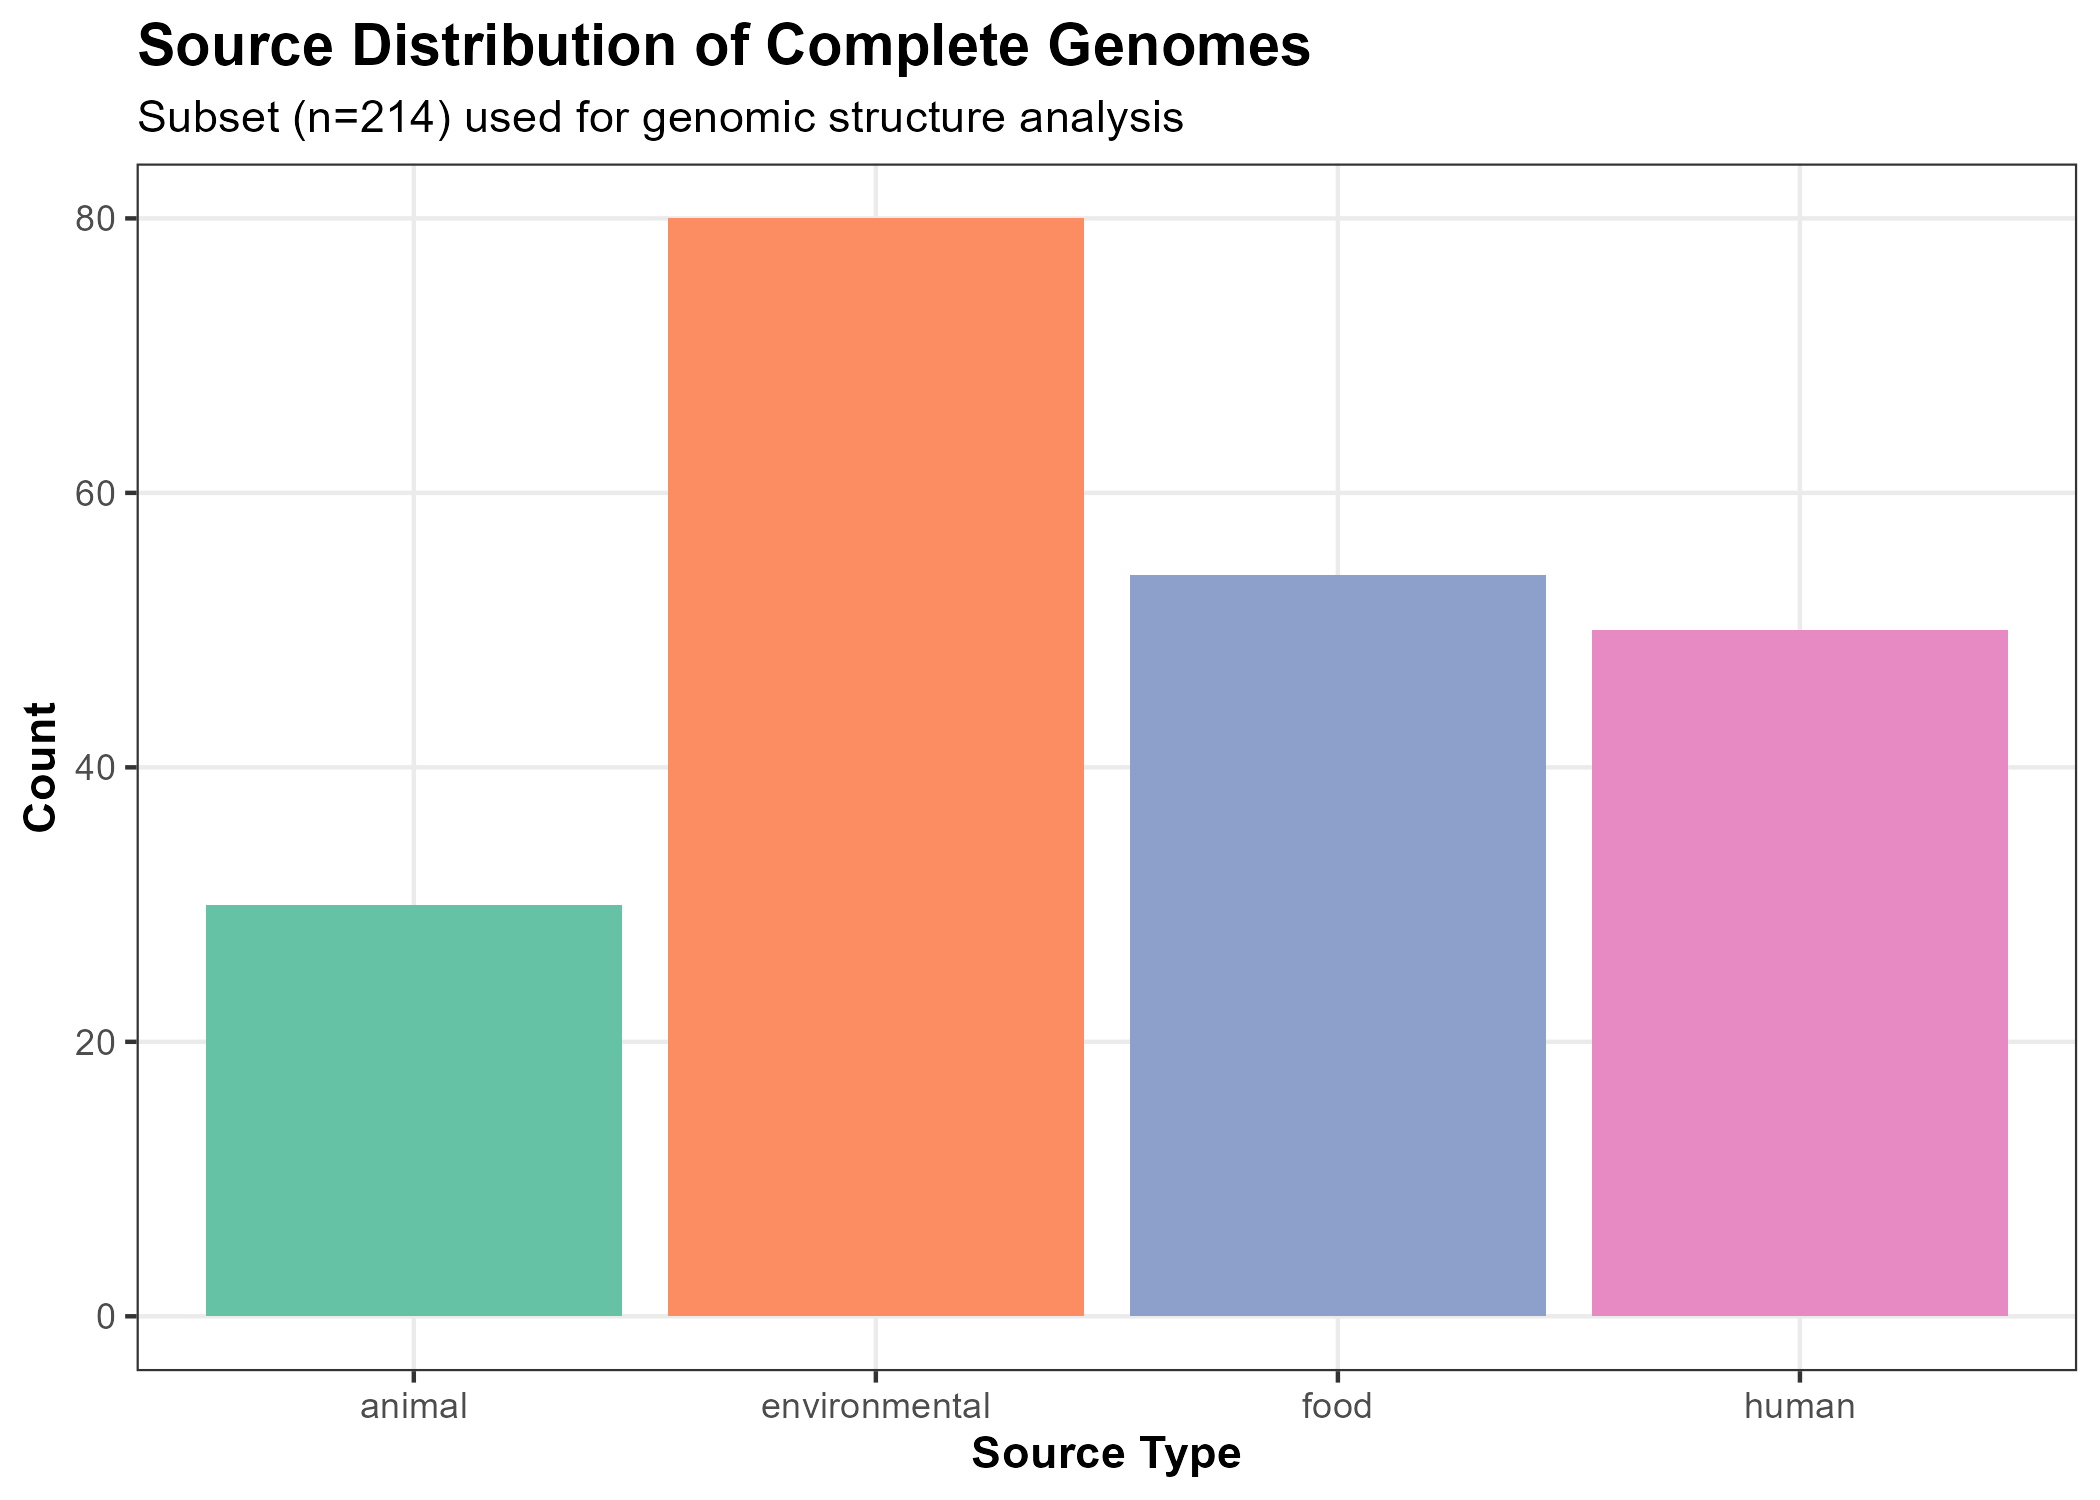 Source Distribution of Complete Genomes
Subset (n=214) used for genomic structure analysis
80
60
40
20
0
Count
animal
environmental
food
human
Source Type